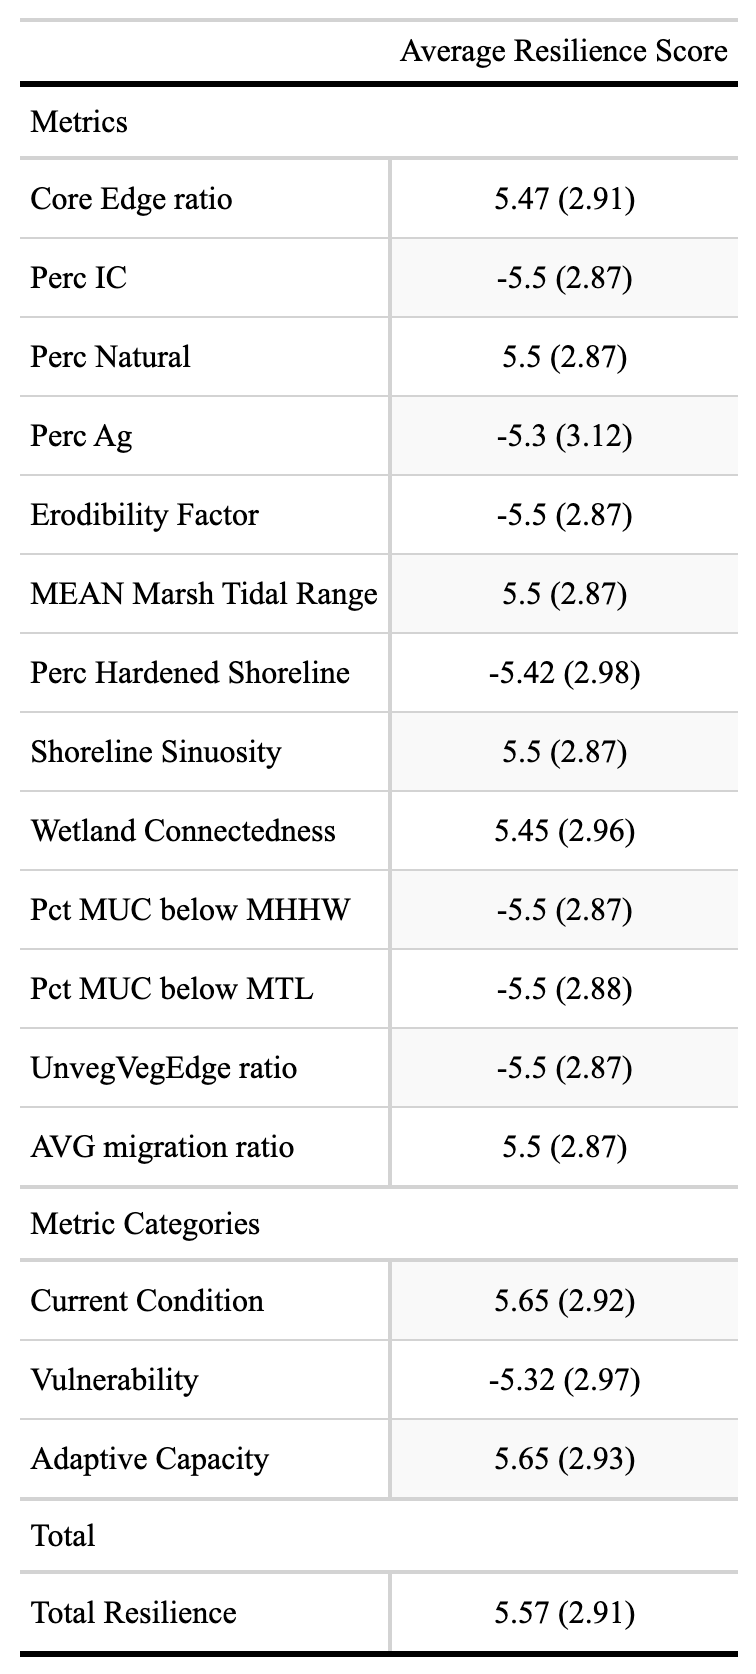 Average Resilience Score
Metrics
Core Edge ratio 5.47 (2.91)
Perc IC -5.5 (2.87)
Perc Natural 5.5 (2.87)
Perc Ag -5.3 (3.12)
Erodibility Factor -5.5 (2.87)
MEAN Marsh Tidal Range 5.5 (2.87)
Perc Hardened Shoreline -5.42 (2.98)
Shoreline Sinuosity 5.5 (2.87)
Wetland Connectedness 5.45 (2.96)
Pct MUC below MHHW -5.5 (2.87)
Pct MUC below MTL -5.5 (2.88)
UnvegVegEdge ratio -5.5 (2.87)
AVG migration ratio 5.5 (2.87)
Metric Categories
Current Condition 5.65 (2.92)
Vulnerability -5.32 (2.97)
Adaptive Capacity 5.65 (2.93)
Total
Total Resilience 5.57 (2.91)